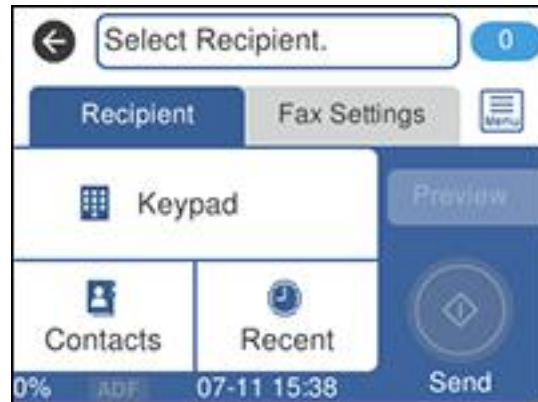 Select Recipient. 0
Recipient Fax Settings Menu
Keypad Preview
Contacts Recent
0% ADF 07-11 15:38 Send